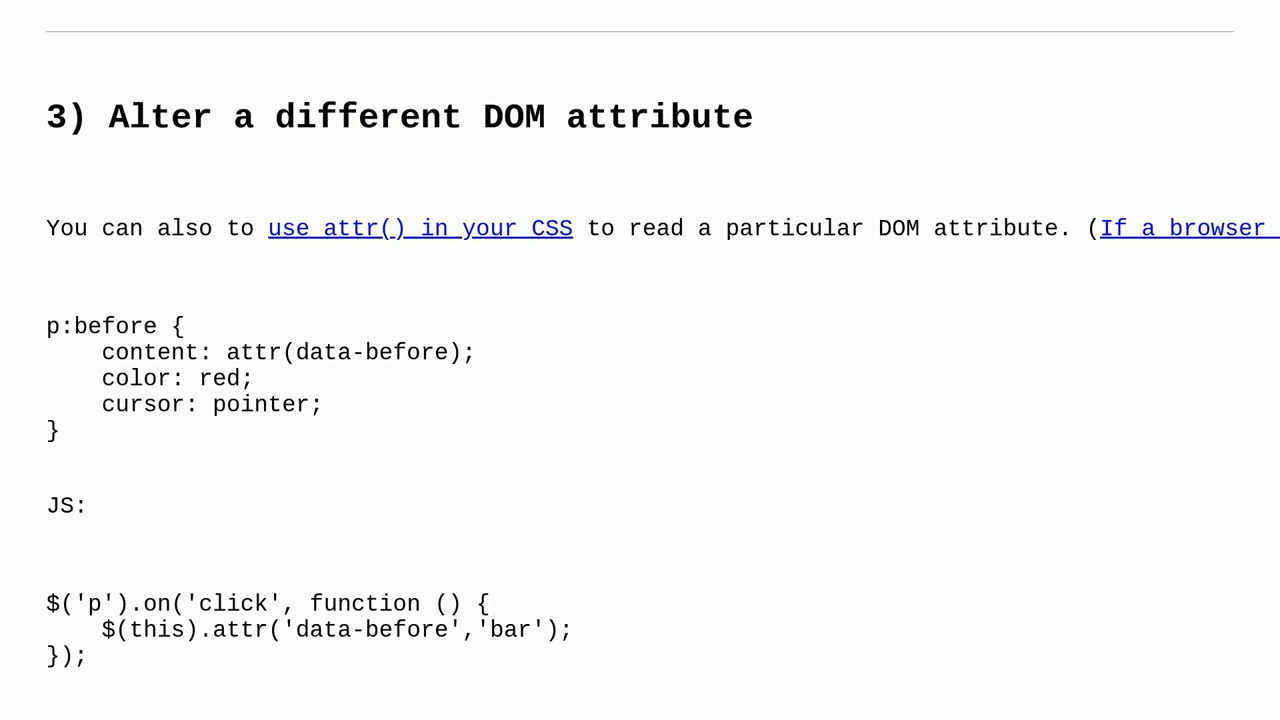 3) Alter a different DOM attribute
You can also to use attr() in your CSS to read a particular DOM attribute. (If a browser
p:before {
    content: attr(data-before);
    color: red;
    cursor: pointer;
}
JS:
$('p').on('click', function () {
    $(this).attr('data-before','bar');
});